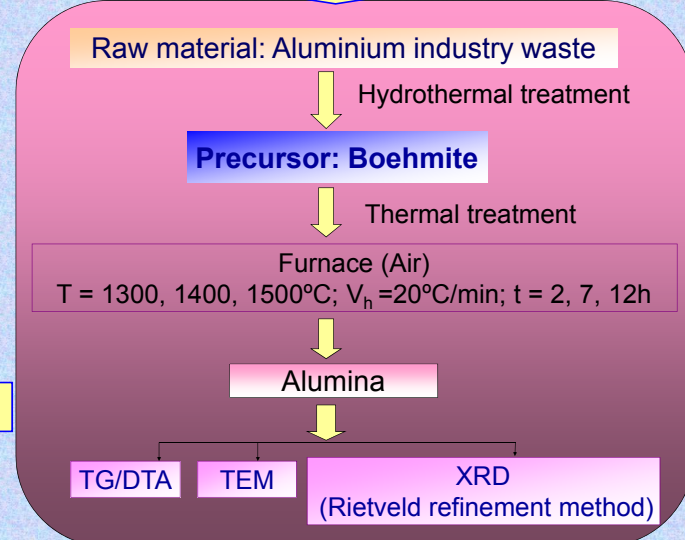 Raw material: Aluminium industry waste
Hydrothermal treatment
Precursor: Boehmite
Thermal treatment
Furnace (Air)
T = 1300, 1400, 1500ºC; Vh =20ºC/min; t = 2, 7, 12h
Alumina
TG/DTA
TEM
XRD
(Rietveld refinement method)